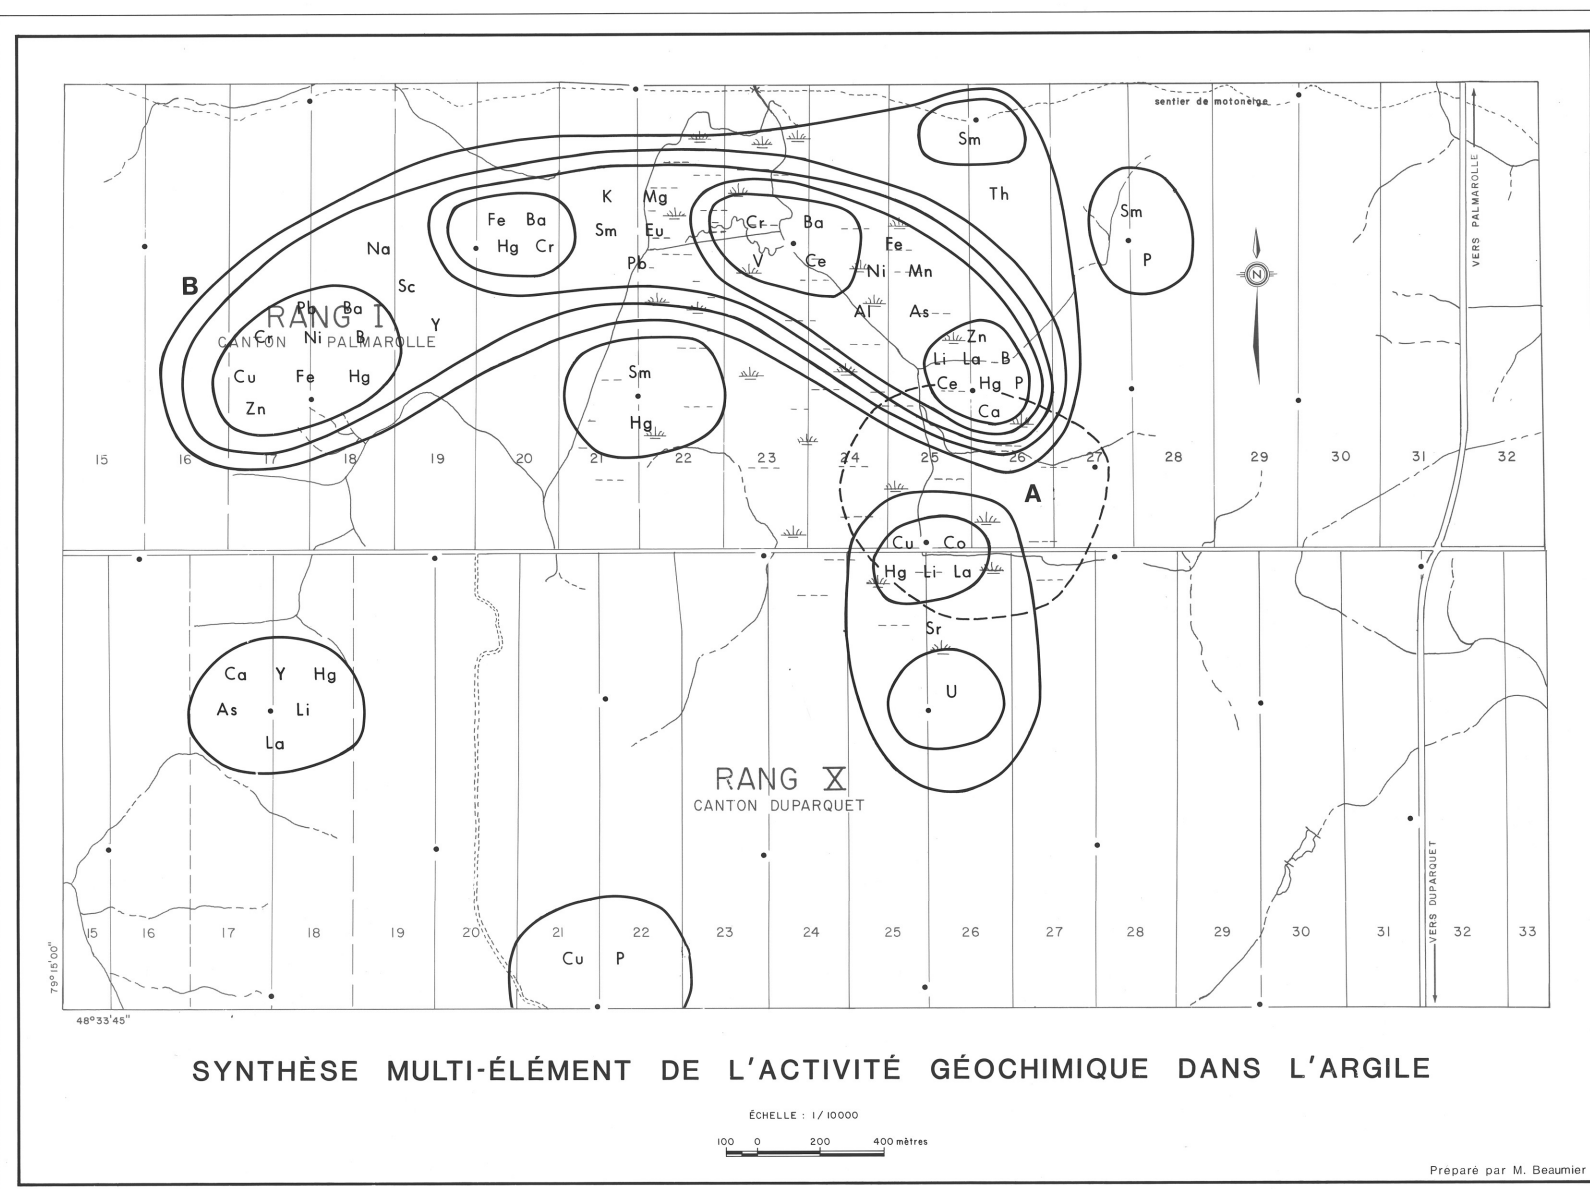 sentier de motoneige
Sm
VERS PALMAROLLE
K Mg
Th
Fe Ba
Sm
Cr Ba
Sm Eu
Hg Cr
Na
Fe
N
V Ce
P
Pb
Ni Mn
B
Sc
Pb Ba
RANG I
Al As
Y
Cr Ni B
CANTON PALMAROLLE
Zn
Li La B
Cu Fe Hg
Sm
Ce Hg P
Zn
Ca
Hg
15 16 17 18 19 20 21 22 23 24 25 26 27 28 29 30 31 32
A
Cu Co
Hg Li La
Sr
Ca Y Hg
U
As Li
La
RANG X
CANTON DUPARQUET
VERS DUPARQUET
15 16 17 18 19 20 21 22 23 24 25 26 27 28 29 30 31 32 33
Cu P
79° 15'00"
48°33'45"
SYNTHÈSE MULTI-ÉLÉMENT DE L'ACTIVITÉ GÉOCHIMIQUE DANS L'ARGILE
ÉCHELLE : 1/10000
100 0 200 400 mètres
Préparé par M. Beaumier